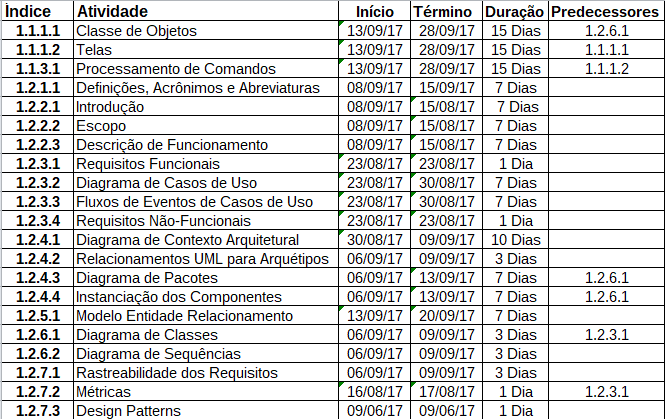 Índice Atividade Início Término Duração Predecessores
1.1.1.1 Classe de Objetos 13/09/17 28/09/17 15 Dias 1.2.6.1
1.1.1.2 Telas 13/09/17 28/09/17 15 Dias 1.1.1.1
1.1.3.1 Processamento de Comandos 13/09/17 28/09/17 15 Dias 1.1.1.2
1.2.1.1 Definições, Acrônimos e Abreviaturas 08/09/17 15/09/17 7 Dias
1.2.2.1 Introdução 08/09/17 15/08/17 7 Dias
1.2.2.2 Escopo 08/09/17 15/08/17 7 Dias
1.2.2.3 Descrição de Funcionamento 08/09/17 15/08/17 7 Dias
1.2.3.1 Requisitos Funcionais 23/08/17 23/08/17 1 Dia
1.2.3.2 Diagrama de Casos de Uso 23/08/17 30/08/17 7 Dias
1.2.3.3 Fluxos de Eventos de Casos de Uso 23/08/17 30/08/17 7 Dias
1.2.3.4 Requisitos Não-Funcionais 23/08/17 23/08/17 1 Dia
1.2.4.1 Diagrama de Contexto Arquitetural 30/08/17 09/09/17 10 Dias
1.2.4.2 Relacionamentos UML para Arquétipos 06/09/17 09/09/17 3 Dias
1.2.4.3 Diagrama de Pacotes 06/09/17 13/09/17 7 Dias 1.2.6.1
1.2.4.4 Instanciação dos Componentes 06/09/17 13/09/17 7 Dias 1.2.6.1
1.2.5.1 Modelo Entidade Relacionamento 13/09/17 20/09/17 7 Dias
1.2.6.1 Diagrama de Classes 06/09/17 09/09/17 3 Dias 1.2.3.1
1.2.6.2 Diagrama de Sequências 06/09/17 09/09/17 3 Dias
1.2.7.1 Rastreabilidade dos Requisitos 06/09/17 09/09/17 3 Dias
1.2.7.2 Métricas 16/08/17 17/08/17 1 Dia 1.2.3.1
1.2.7.3 Design Patterns 09/06/17 09/06/17 1 Dia